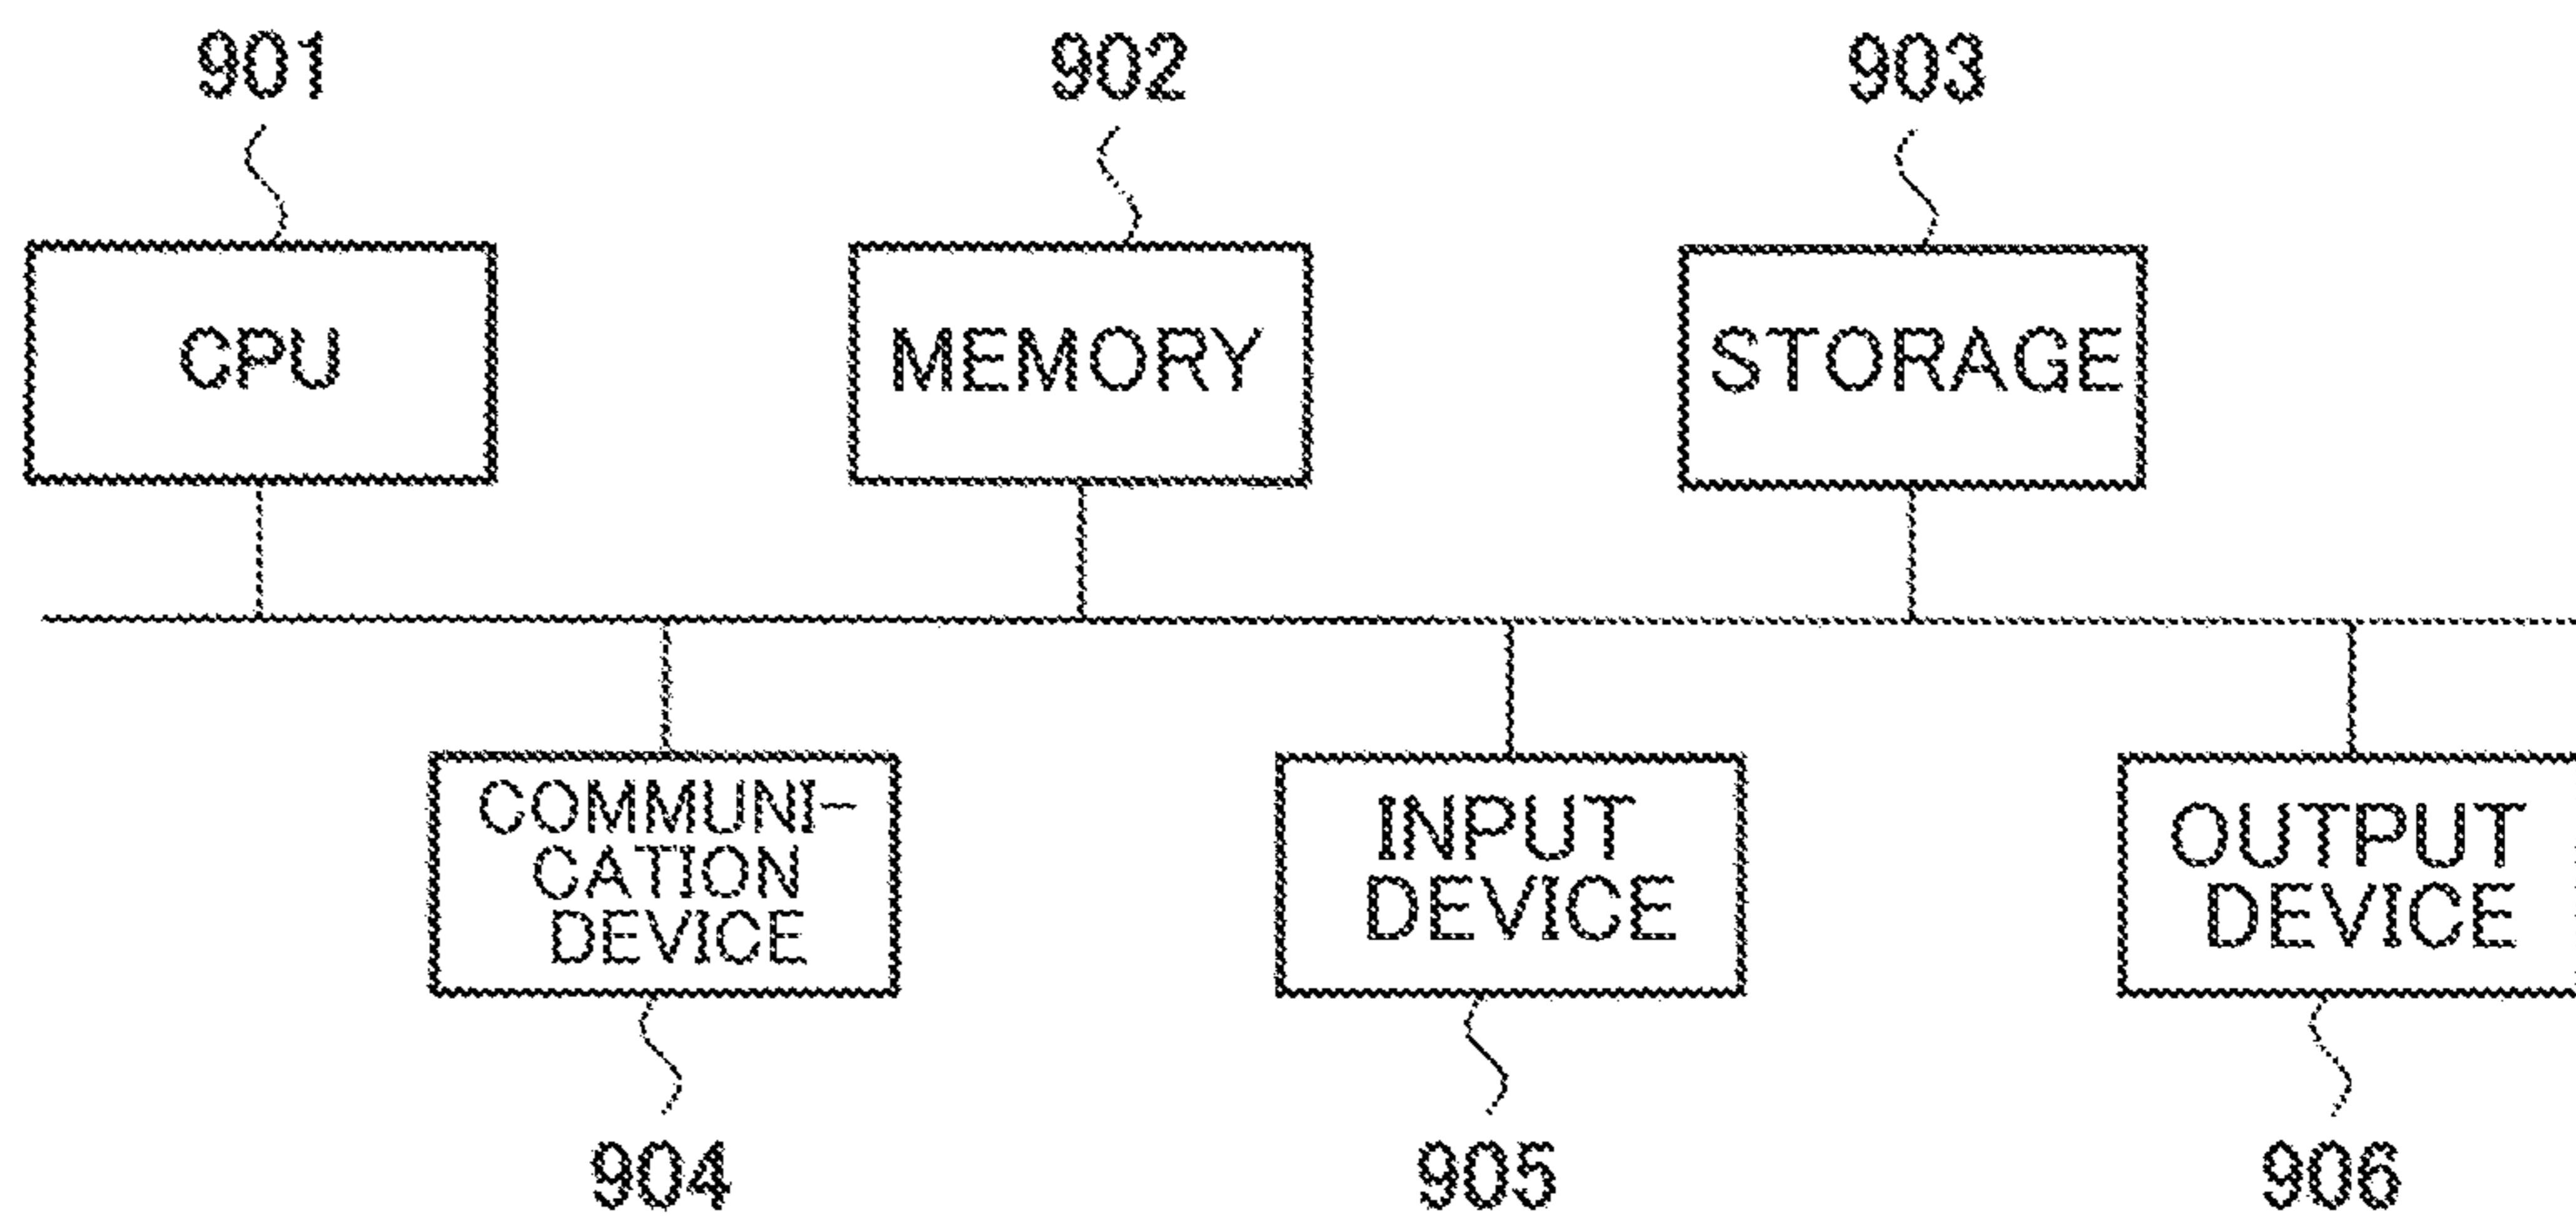 901
902
903
CPU
MEMORY
STORAGE
COMMUNI-
CATION
DEVICE
INPUT
DEVICE
OUTPUT
DEVICE
904
905
906